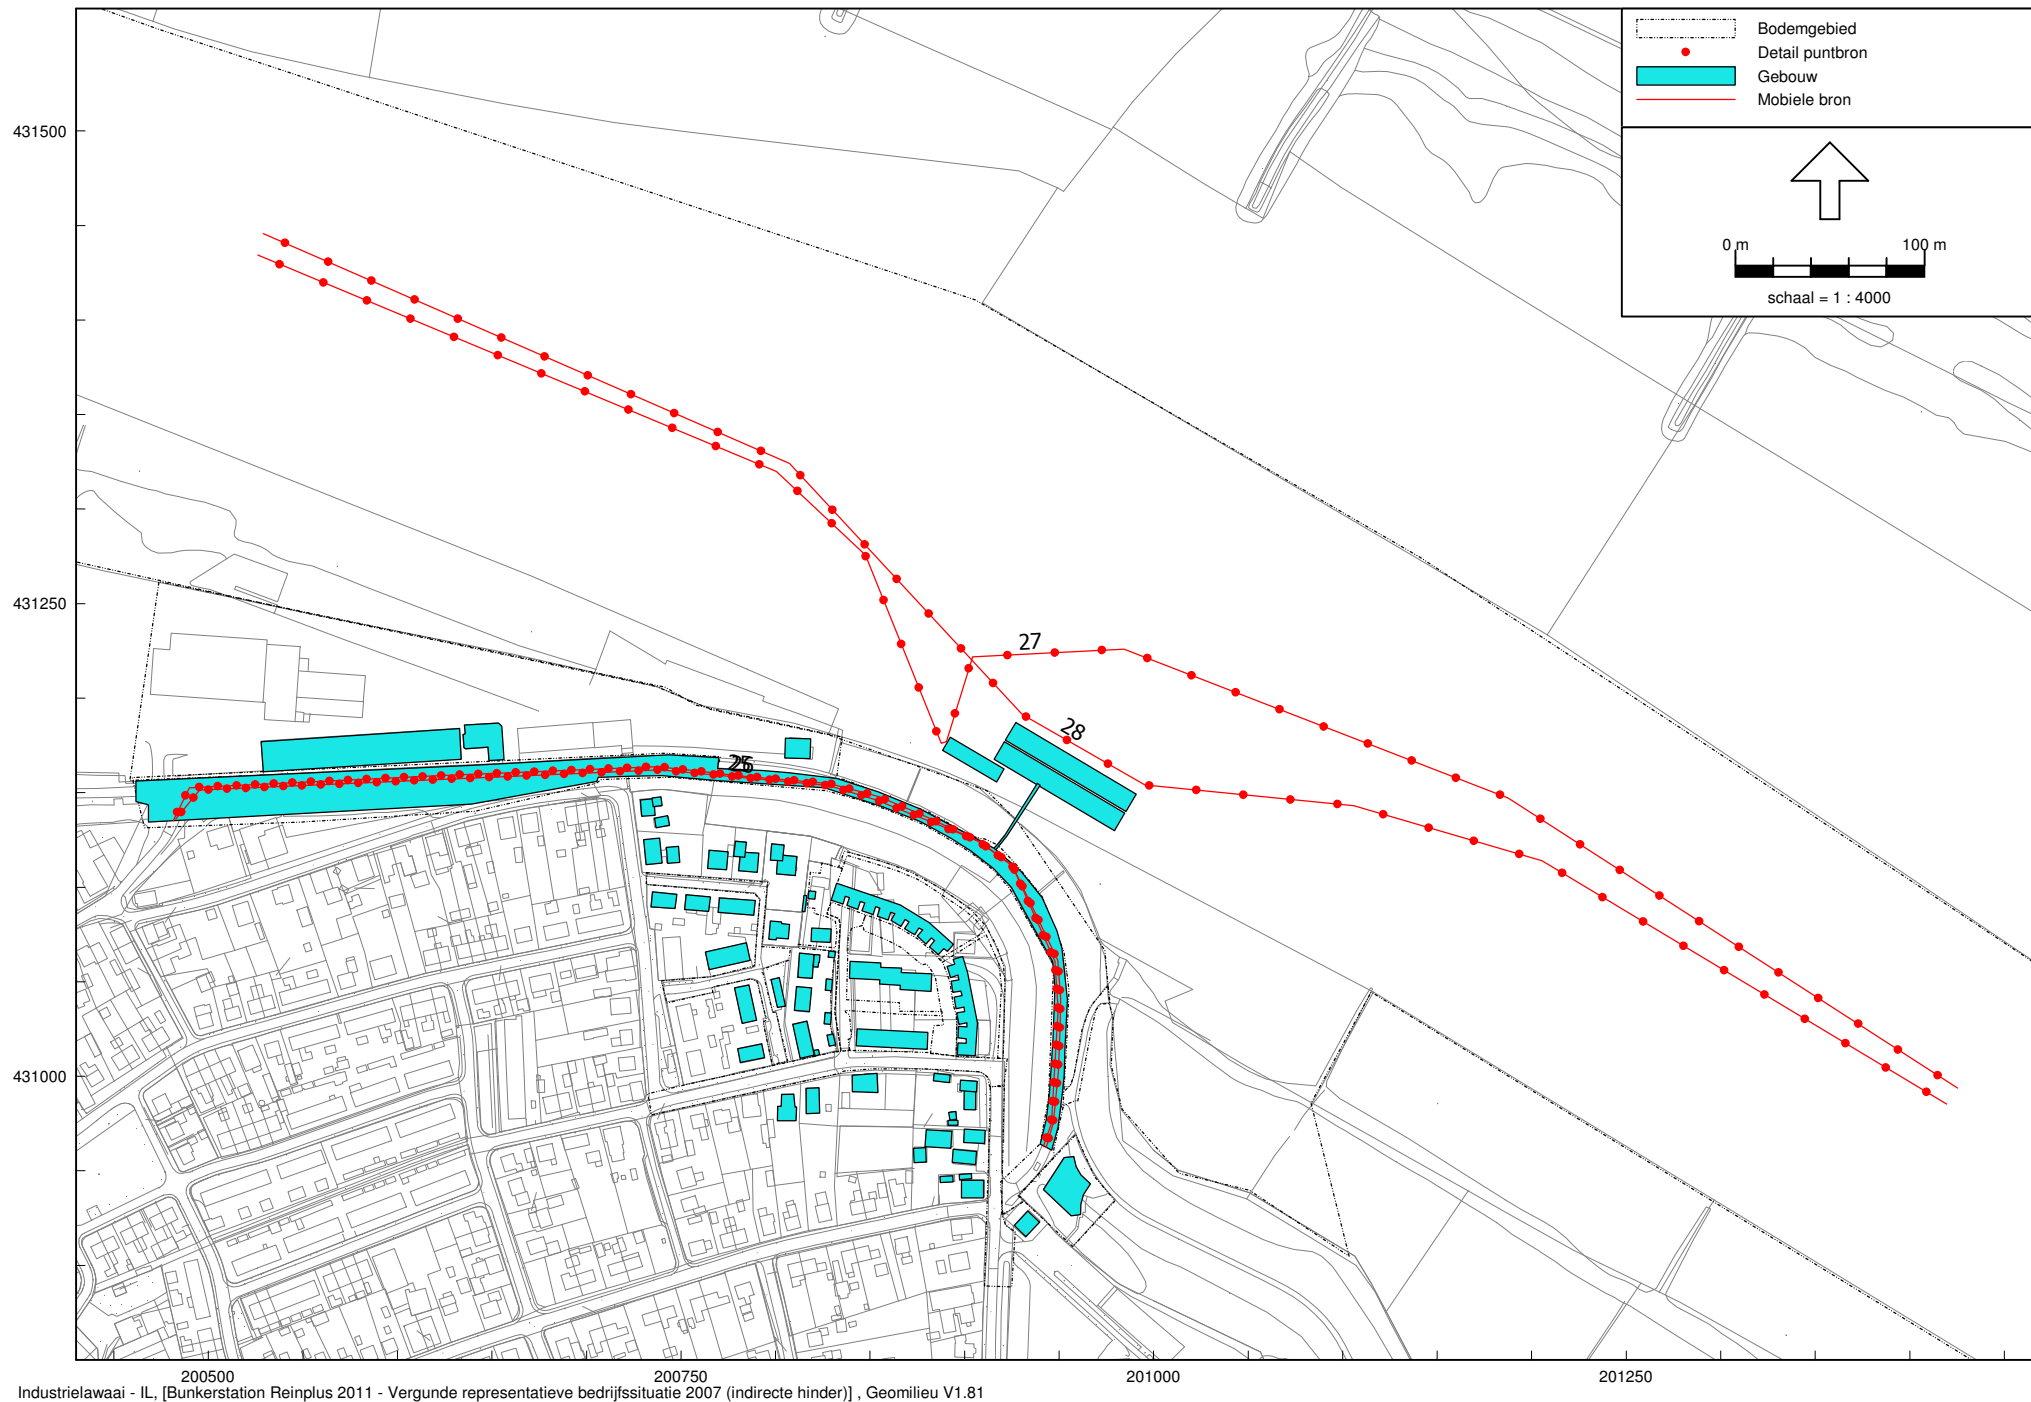 Bodemgebied
Detail puntbron
Gebouw
Mobiele bron
0 m 100 m
schaal = 1 : 4000
431500
431250
431000
27
28
200500 200750 201000 201250
Industrielawaai - IL, [Bunkerstation Reinplus 2011 - Vergunde representatieve bedrijfssituatie 2007 (indirecte hinder)] , Geomilieu V1.81